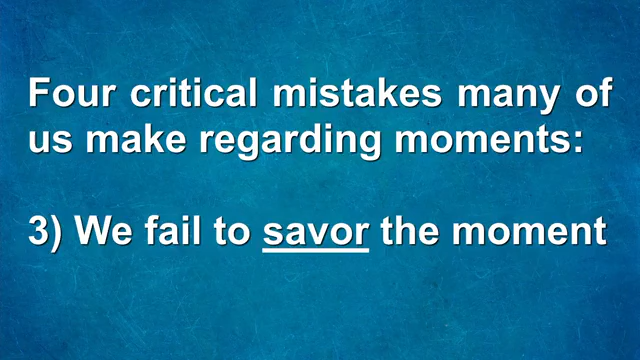 Four critical mistakes many of
us make regarding moments:
3) We fail to savor the moment